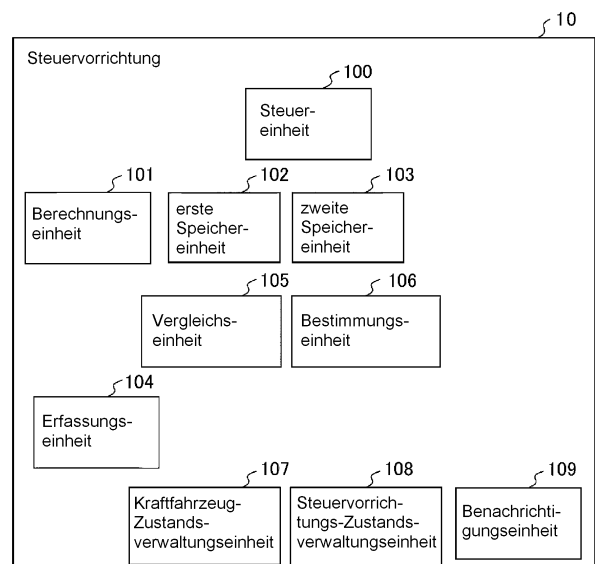 10
Steuervorrichtung
100
Steuer-
einheit
101
Berechnungs-
einheit
102
erste
Speicher-
einheit
103
zweite
Speicher-
einheit
105
Vergleichs-
einheit
106
Bestimmungs-
einheit
104
Erfassungs-
einheit
107
Kraftfahrzeug-
Zustands-
verwaltungseinheit
108
Steuervorrich-
tungs-Zustands-
verwaltungseinheit
109
Benachrichti-
gungseinheit